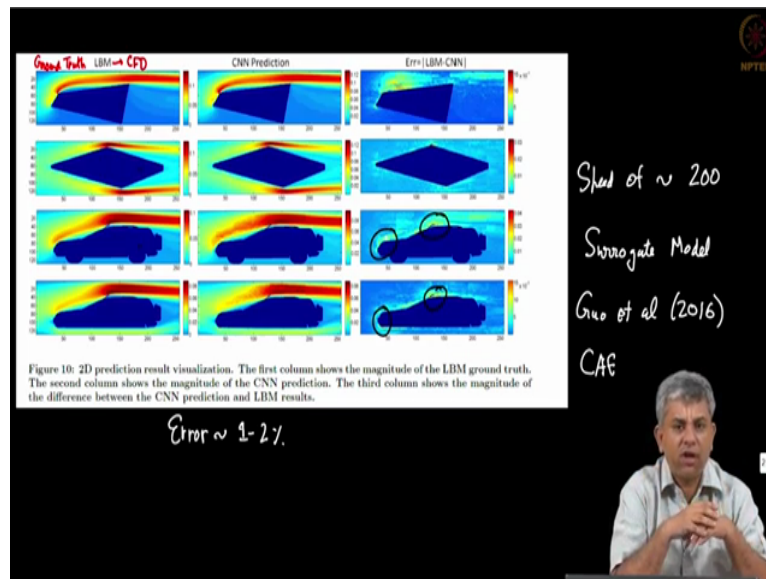 NPTEL
Ground Truth LBM → CFD CNN Prediction Err=|LBM-CNN|
Speed of ~ 200
Surrogate Model
Guo et al (2016)
CAE
Figure 10: 2D prediction result visualization. The first column shows the magnitude of the LBM ground truth.
The second column shows the magnitude of the CNN prediction. The third column shows the magnitude of
the difference between the CNN prediction and LBM results.
Error ~ 1-2%